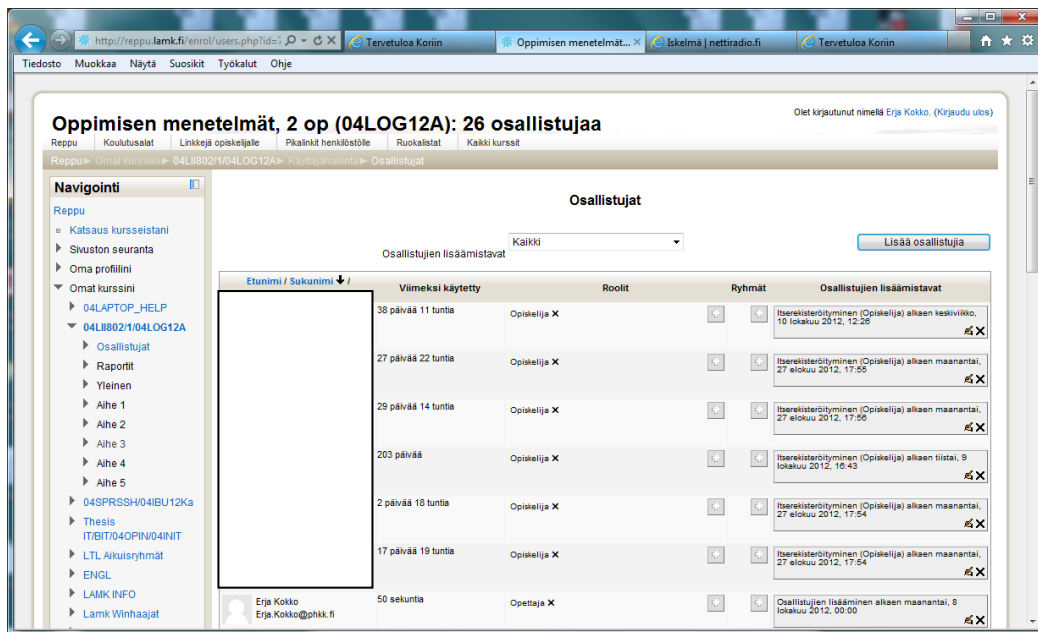 http://reppu.lamk.fi/enrol/users.php?id=
Tervetuloa Koriin
Oppimisen menetelmät...
Iskelmä | nettiradio.fi
Tervetuloa Koriin
Tiedosto Muokkaa Näytä Suosikit Työkalut Ohje
Olet kirjautunut nimellä Erja Kokko. (Kirjaudu ulos)
Oppimisen menetelmät, 2 op (04LOG12A): 26 osallistujaa
Reppu Koulutusalat Linkkejä opiskelijalle Pikalinkit henkilöstölle Ruokalistat Kaikki kurssit
Reppu ► Omat kurssini ► 04LII802/1/04LOG12A ► Käyttäjähallinta ► Osallistujat
Navigointi
Reppu
Katsaus kursseistani
Sivuston seuranta
Oma profiilini
Omat kurssini
04LAPTOP_HELP
04LII802/1/04LOG12A
Osallistujat
Raportit
Yleinen
Aihe 1
Aihe 2
Aihe 3
Aihe 4
Aihe 5
04SPRSSH/04IBU12Ka
Thesis
IT/BIT/04OPIN/04INIT
LTL Aikuisryhmät
ENGL
LAMK INFO
Lamk Winhaajat
Osallistujat
Osallistujien lisäämistavat
Kaikki
Lisää osallistujia
Etunimi / Sukunimi /
Viimeksi käytetty
Roolit
Ryhmät
Osallistujien lisäämistavat
38 päivää 11 tuntia
Opiskelija
Itserekisteröityminen (Opiskelija) alkaen keskiviikko,
10 lokakuu 2012, 12:26
27 päivää 22 tuntia
Opiskelija
Itserekisteröityminen (Opiskelija) alkaen maanantai,
27 elokuu 2012, 17:55
29 päivää 14 tuntia
Opiskelija
Itserekisteröityminen (Opiskelija) alkaen maanantai,
27 elokuu 2012, 17:56
203 päivää
Opiskelija
Itserekisteröityminen (Opiskelija) alkaen tiistai, 9
lokakuu 2012, 16:43
2 päivää 18 tuntia
Opiskelija
Itserekisteröityminen (Opiskelija) alkaen maanantai,
27 elokuu 2012, 17:54
17 päivää 19 tuntia
Opiskelija
Itserekisteröityminen (Opiskelija) alkaen maanantai,
27 elokuu 2012, 17:54
Erja Kokko
Erja.Kokko@phkk.fi
50 sekuntia
Opettaja
Osallistujien lisääminen alkaen maanantai, 8
lokakuu 2012, 00:00